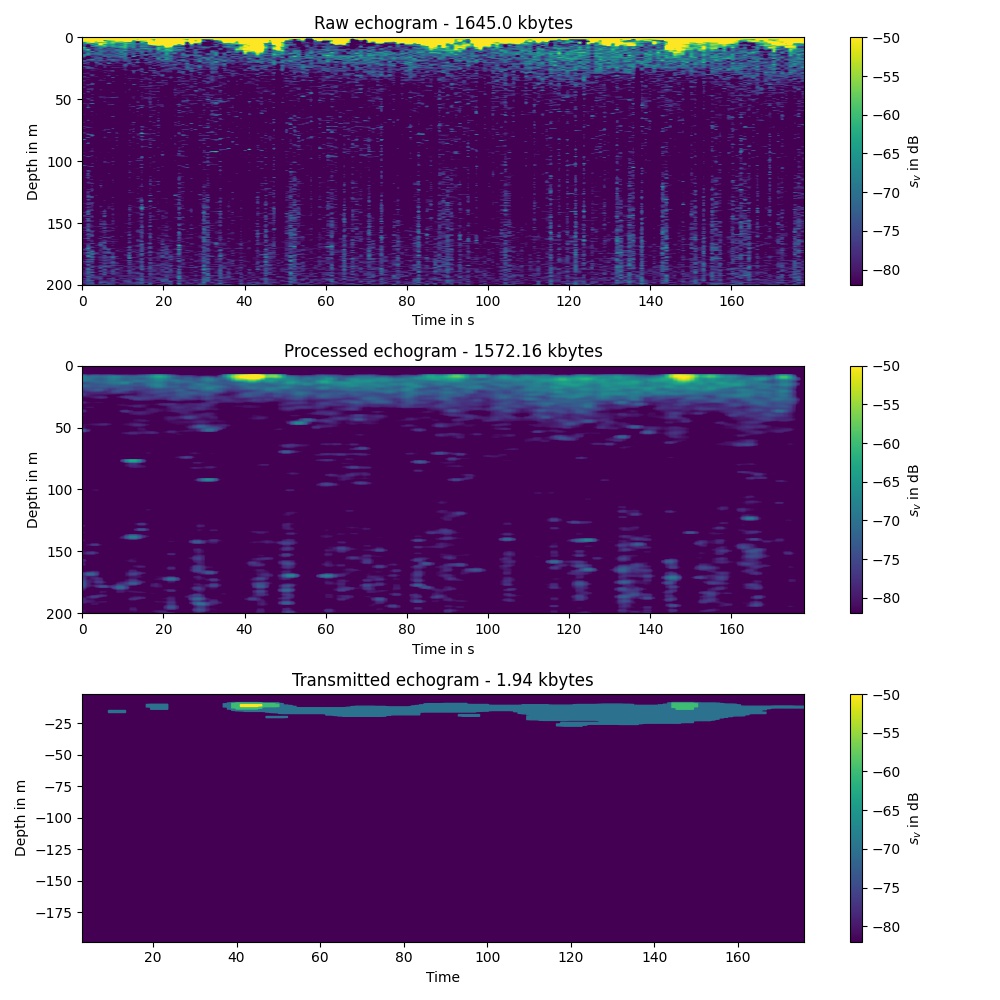 Raw echogram - 1645.0 kbytes
0
50
100
150
200
Depth in m
0 20 40 60 80 100 120 140 160
Time in s
−50
−55
−60
−65
−70
−75
−80
sv in dB
Processed echogram - 1572.16 kbytes
0
50
100
150
200
Depth in m
0 20 40 60 80 100 120 140 160
Time in s
−50
−55
−60
−65
−70
−75
−80
sv in dB
Transmitted echogram - 1.94 kbytes
−25
−50
−75
−100
−125
−150
−175
Depth in m
20 40 60 80 100 120 140 160
Time
−50
−55
−60
−65
−70
−75
−80
sv in dB